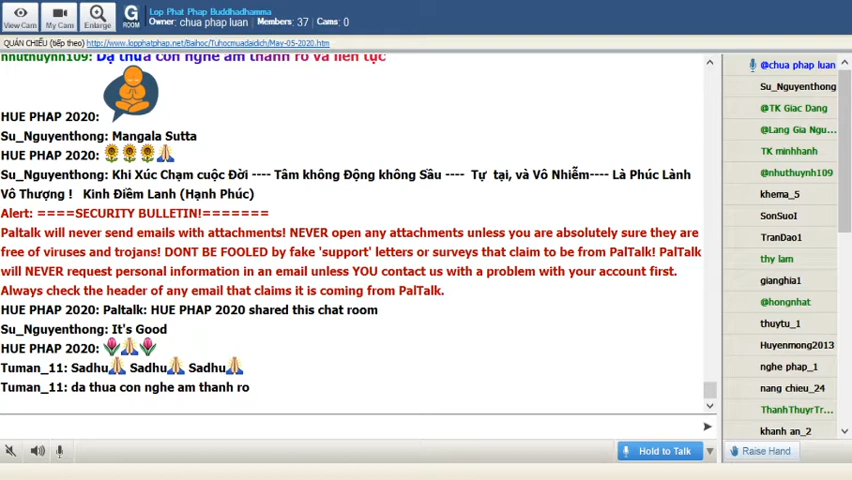 View Cam
My Cam
Enlarge
G
ROOM
Lop Phat Phap Buddhadhamma
Owner: chua phap luan Members: 37 Cams: 0
QUÁN CHIẾU (tiếp theo) http://www.lopphatphap.net/Baihoc/Tuhocmuadaidich/May-05-2020.htm
nhuthuynh109: Dạ thưa con nghe âm thanh rõ và liên tục
HUE PHAP 2020:
Su_Nguyenthong: Mangala Sutta
HUE PHAP 2020:
Su_Nguyenthong: Khi Xúc Chạm cuộc Đời ---- Tâm không Động không Sầu ---- Tự tại, và Vô Nhiễm---- Là Phúc Lành
Vô Thượng ! Kinh Điềm Lanh (Hạnh Phúc)
Alert: ====SECURITY BULLETIN!=======
Paltalk will never send emails with attachments! NEVER open any attachments unless you are absolutely sure they are
free of viruses and trojans! DONT BE FOOLED by fake 'support' letters or surveys that claim to be from PalTalk! PalTalk
will NEVER request personal information in an email unless YOU contact us with a problem with your account first.
Always check the header of any email that claims it is coming from PalTalk.
HUE PHAP 2020: Paltalk: HUE PHAP 2020 shared this chat room
Su_Nguyenthong: It's Good
HUE PHAP 2020:
Tuman_11: Sadhu Sadhu Sadhu
Tuman_11: da thua con nghe am thanh ro
Hold to Talk
@chua phap luan
Su_Nguyenthong
@TK Giac Dang
@Lang Gia Ngu...
TK minhhanh
@nhuthuynh109
khema_5
SonSuoI
TranDao1
thy lam
gianghia1
@hongnhat
thuytu_1
Huyenmong2013
nghe phap_1
nang chieu_24
ThanhThuyrTr...
khanh an_2
Raise Hand